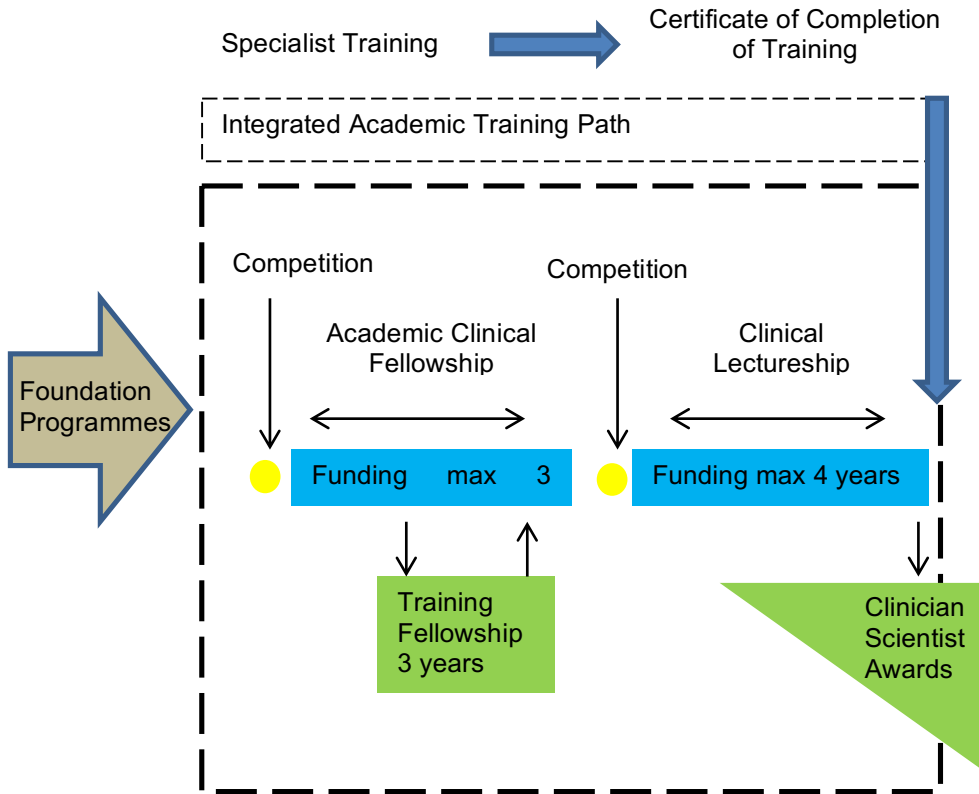 Specialist Training
Certificate of Completion
of Training
Integrated Academic Training Path
Competition
Competition
Academic Clinical
Fellowship
Clinical
Lectureship
Foundation
Programmes
Funding max 3
Funding max 4 years
Training
Fellowship
3 years
Clinician
Scientist
Awards